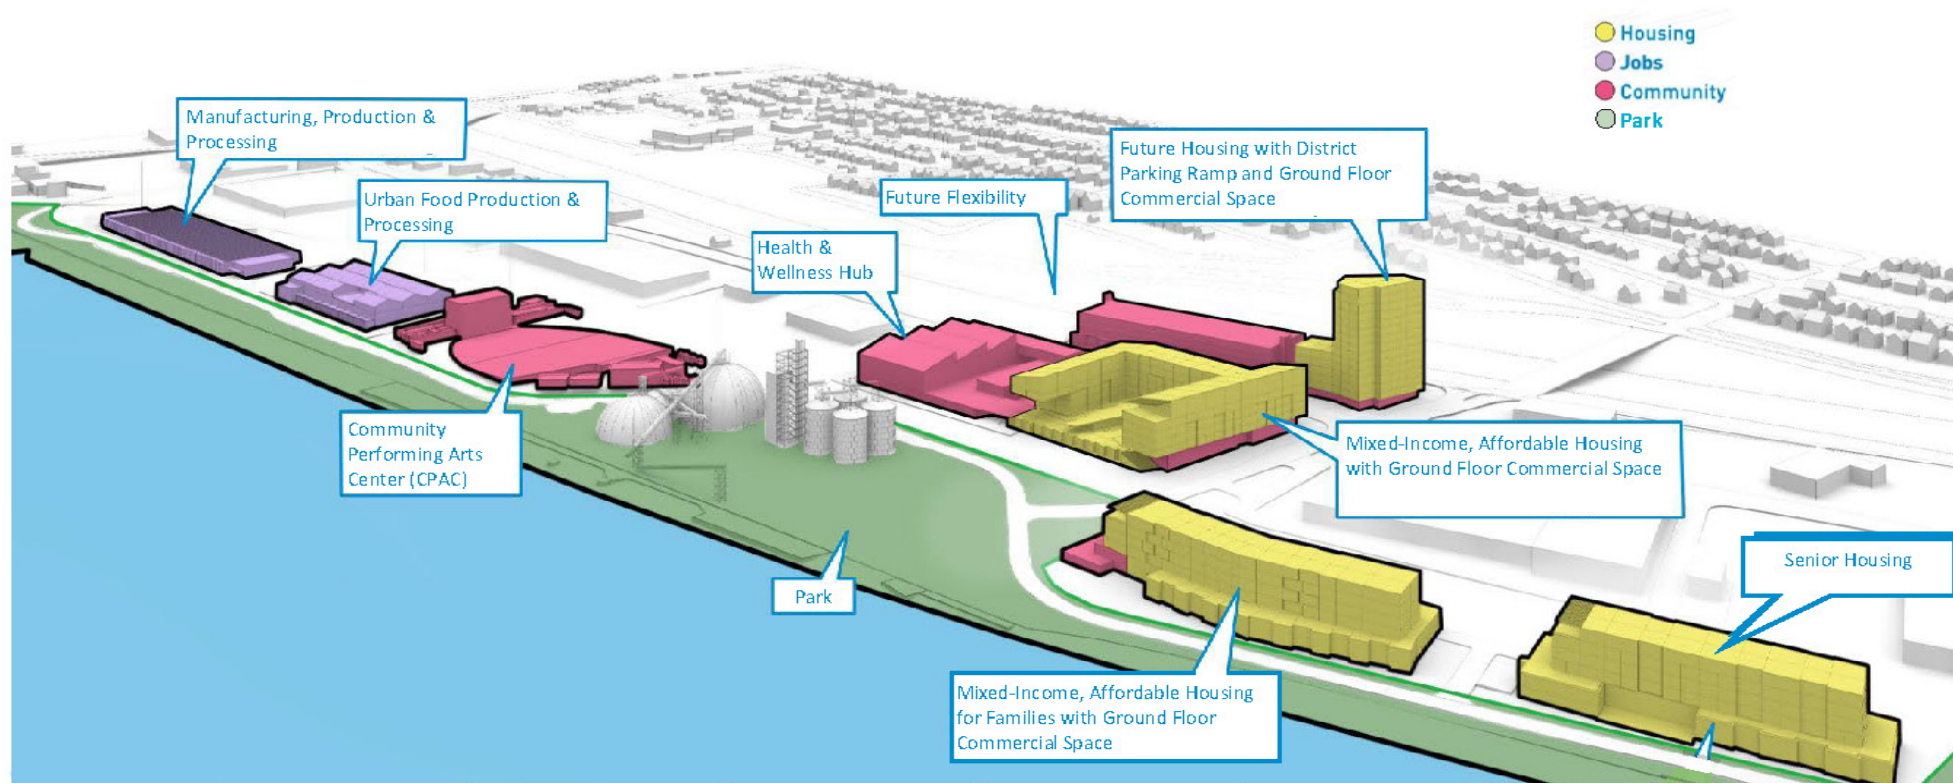 Housing
Jobs
Community
Park
Manufacturing, Production &
Processing
Urban Food Production &
Processing
Future Flexibility
Future Housing with District
Parking Ramp and Ground Floor
Commercial Space
Health &
Wellness Hub
Community
Performing Arts
Center (CPAC)
Mixed-Income, Affordable Housing
with Ground Floor Commercial Space
Park
Senior Housing
Mixed-Income, Affordable Housing
for Families with Ground Floor
Commercial Space